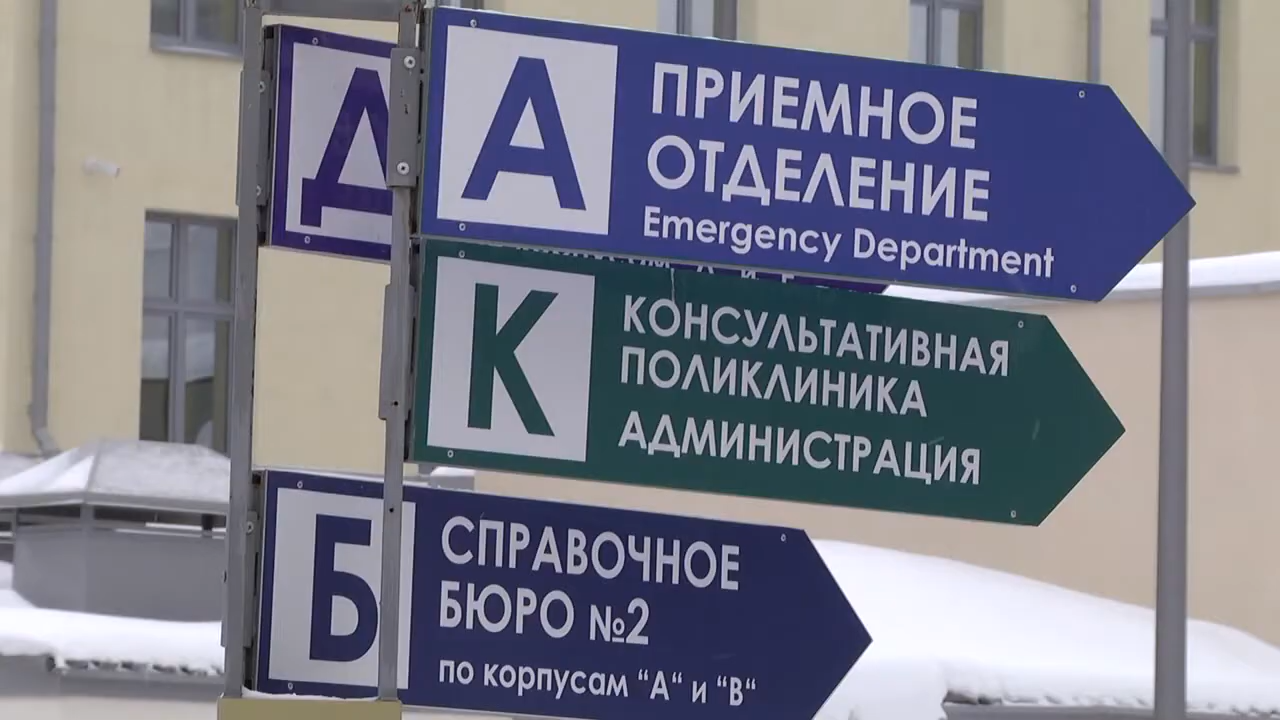 Д
А
ПРИЕМНОЕ
ОТДЕЛЕНИЕ
Emergency Department
К
КОНСУЛЬТАТИВНАЯ
ПОЛИКЛИНИКА
АДМИНИСТРАЦИЯ
Б
СПРАВОЧНОЕ
БЮРО №2
по корпусам “А“ и “В“